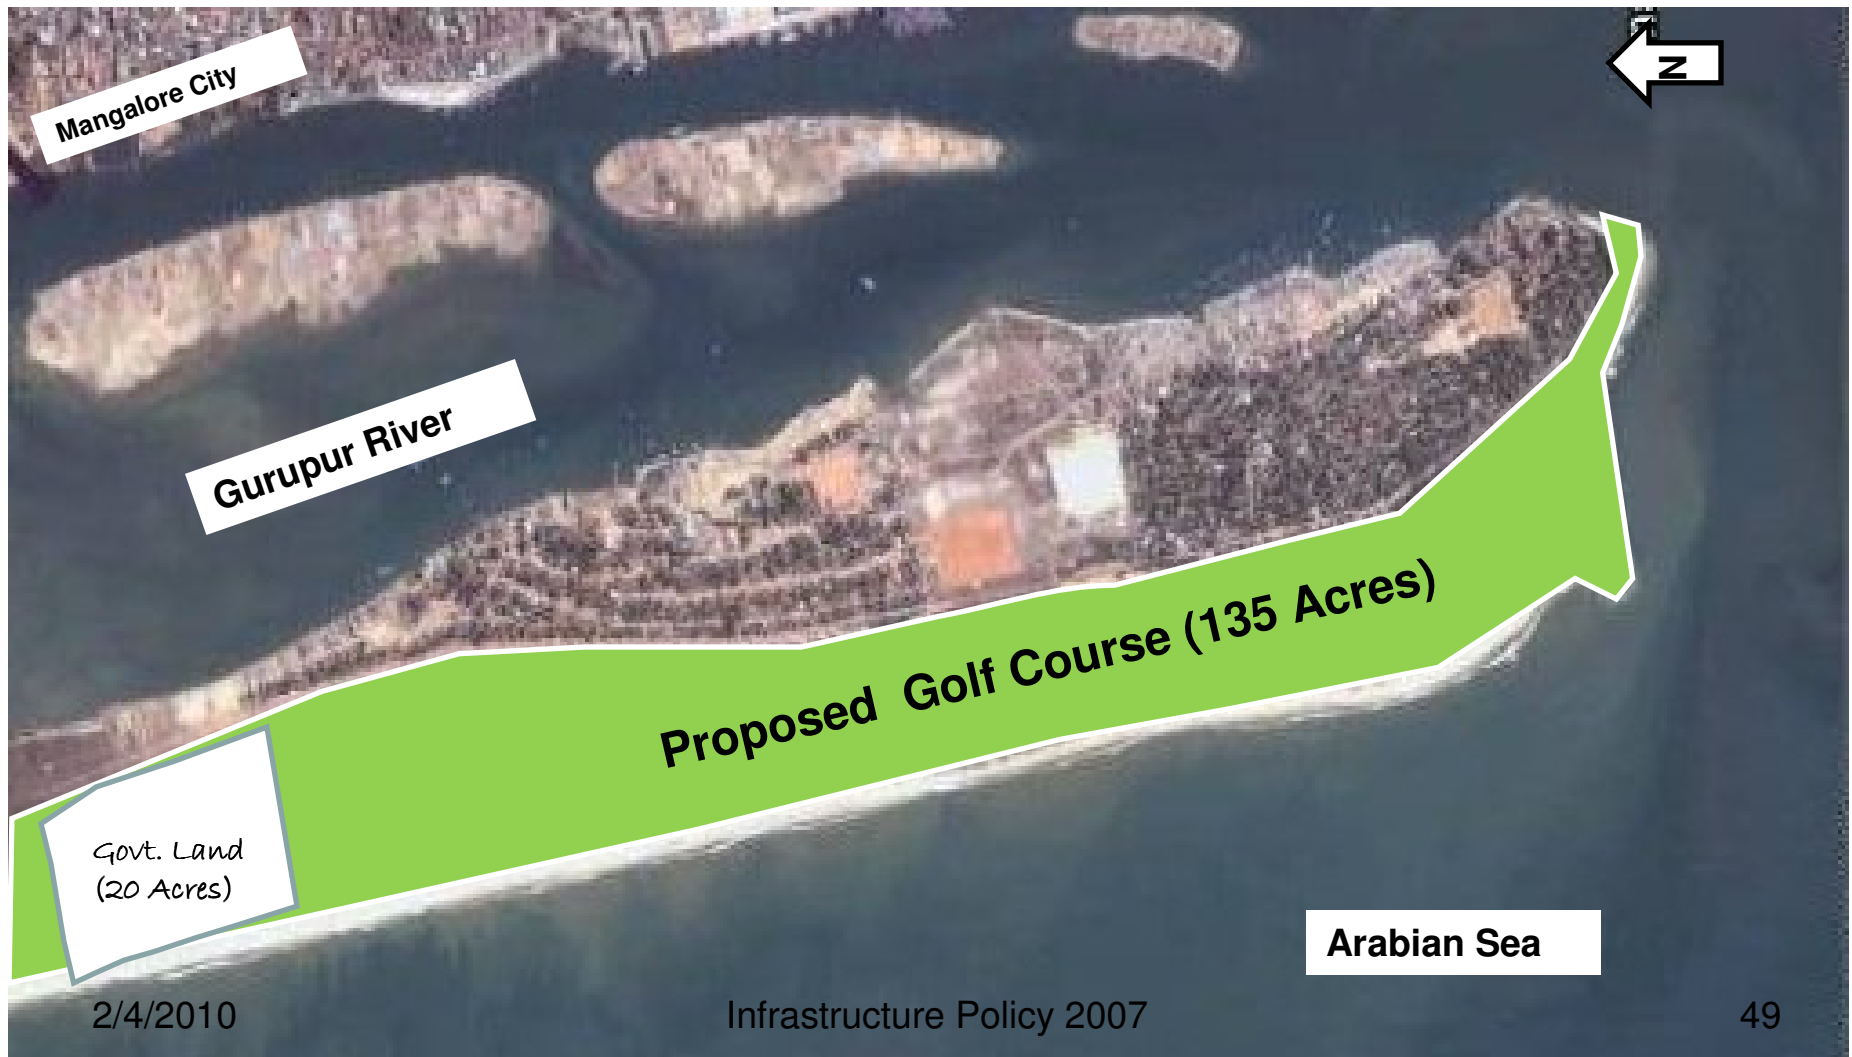 Mangalore City
N
Gurupur River
Proposed Golf Course (135 Acres)
Govt. Land
(20 Acres)
Arabian Sea
2/4/2010
Infrastructure Policy 2007
49